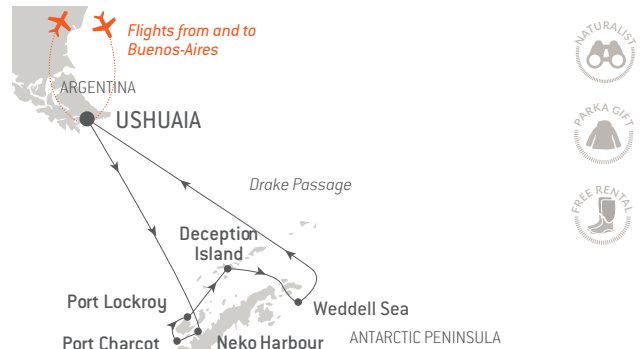 Flights from and to
Buenos-Aires
ARGENTINA
USHUAIA
Drake Passage
Deception
Island
Port Lockroy
Weddell Sea
Port Charcot
Neko Harbour
ANTARCTIC PENINSULA
NATURALIST
PARKA GIFT
FREE RENTAL